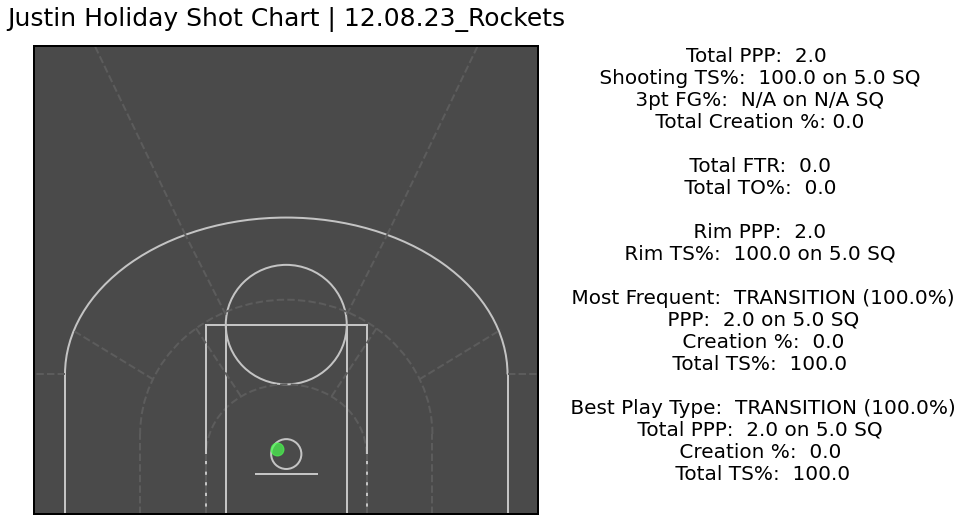 Justin Holiday Shot Chart | 12.08.23_Rockets
Total PPP: 2.0
Shooting TS%: 100.0 on 5.0 SQ
3pt FG%: N/A on N/A SQ
Total Creation %: 0.0
Total FTR: 0.0
Total TO%: 0.0
Rim PPP: 2.0
Rim TS%: 100.0 on 5.0 SQ
Most Frequent: TRANSITION (100.0%)
PPP: 2.0 on 5.0 SQ
Creation %: 0.0
Total TS%: 100.0
Best Play Type: TRANSITION (100.0%)
Total PPP: 2.0 on 5.0 SQ
Creation %: 0.0
Total TS%: 100.0